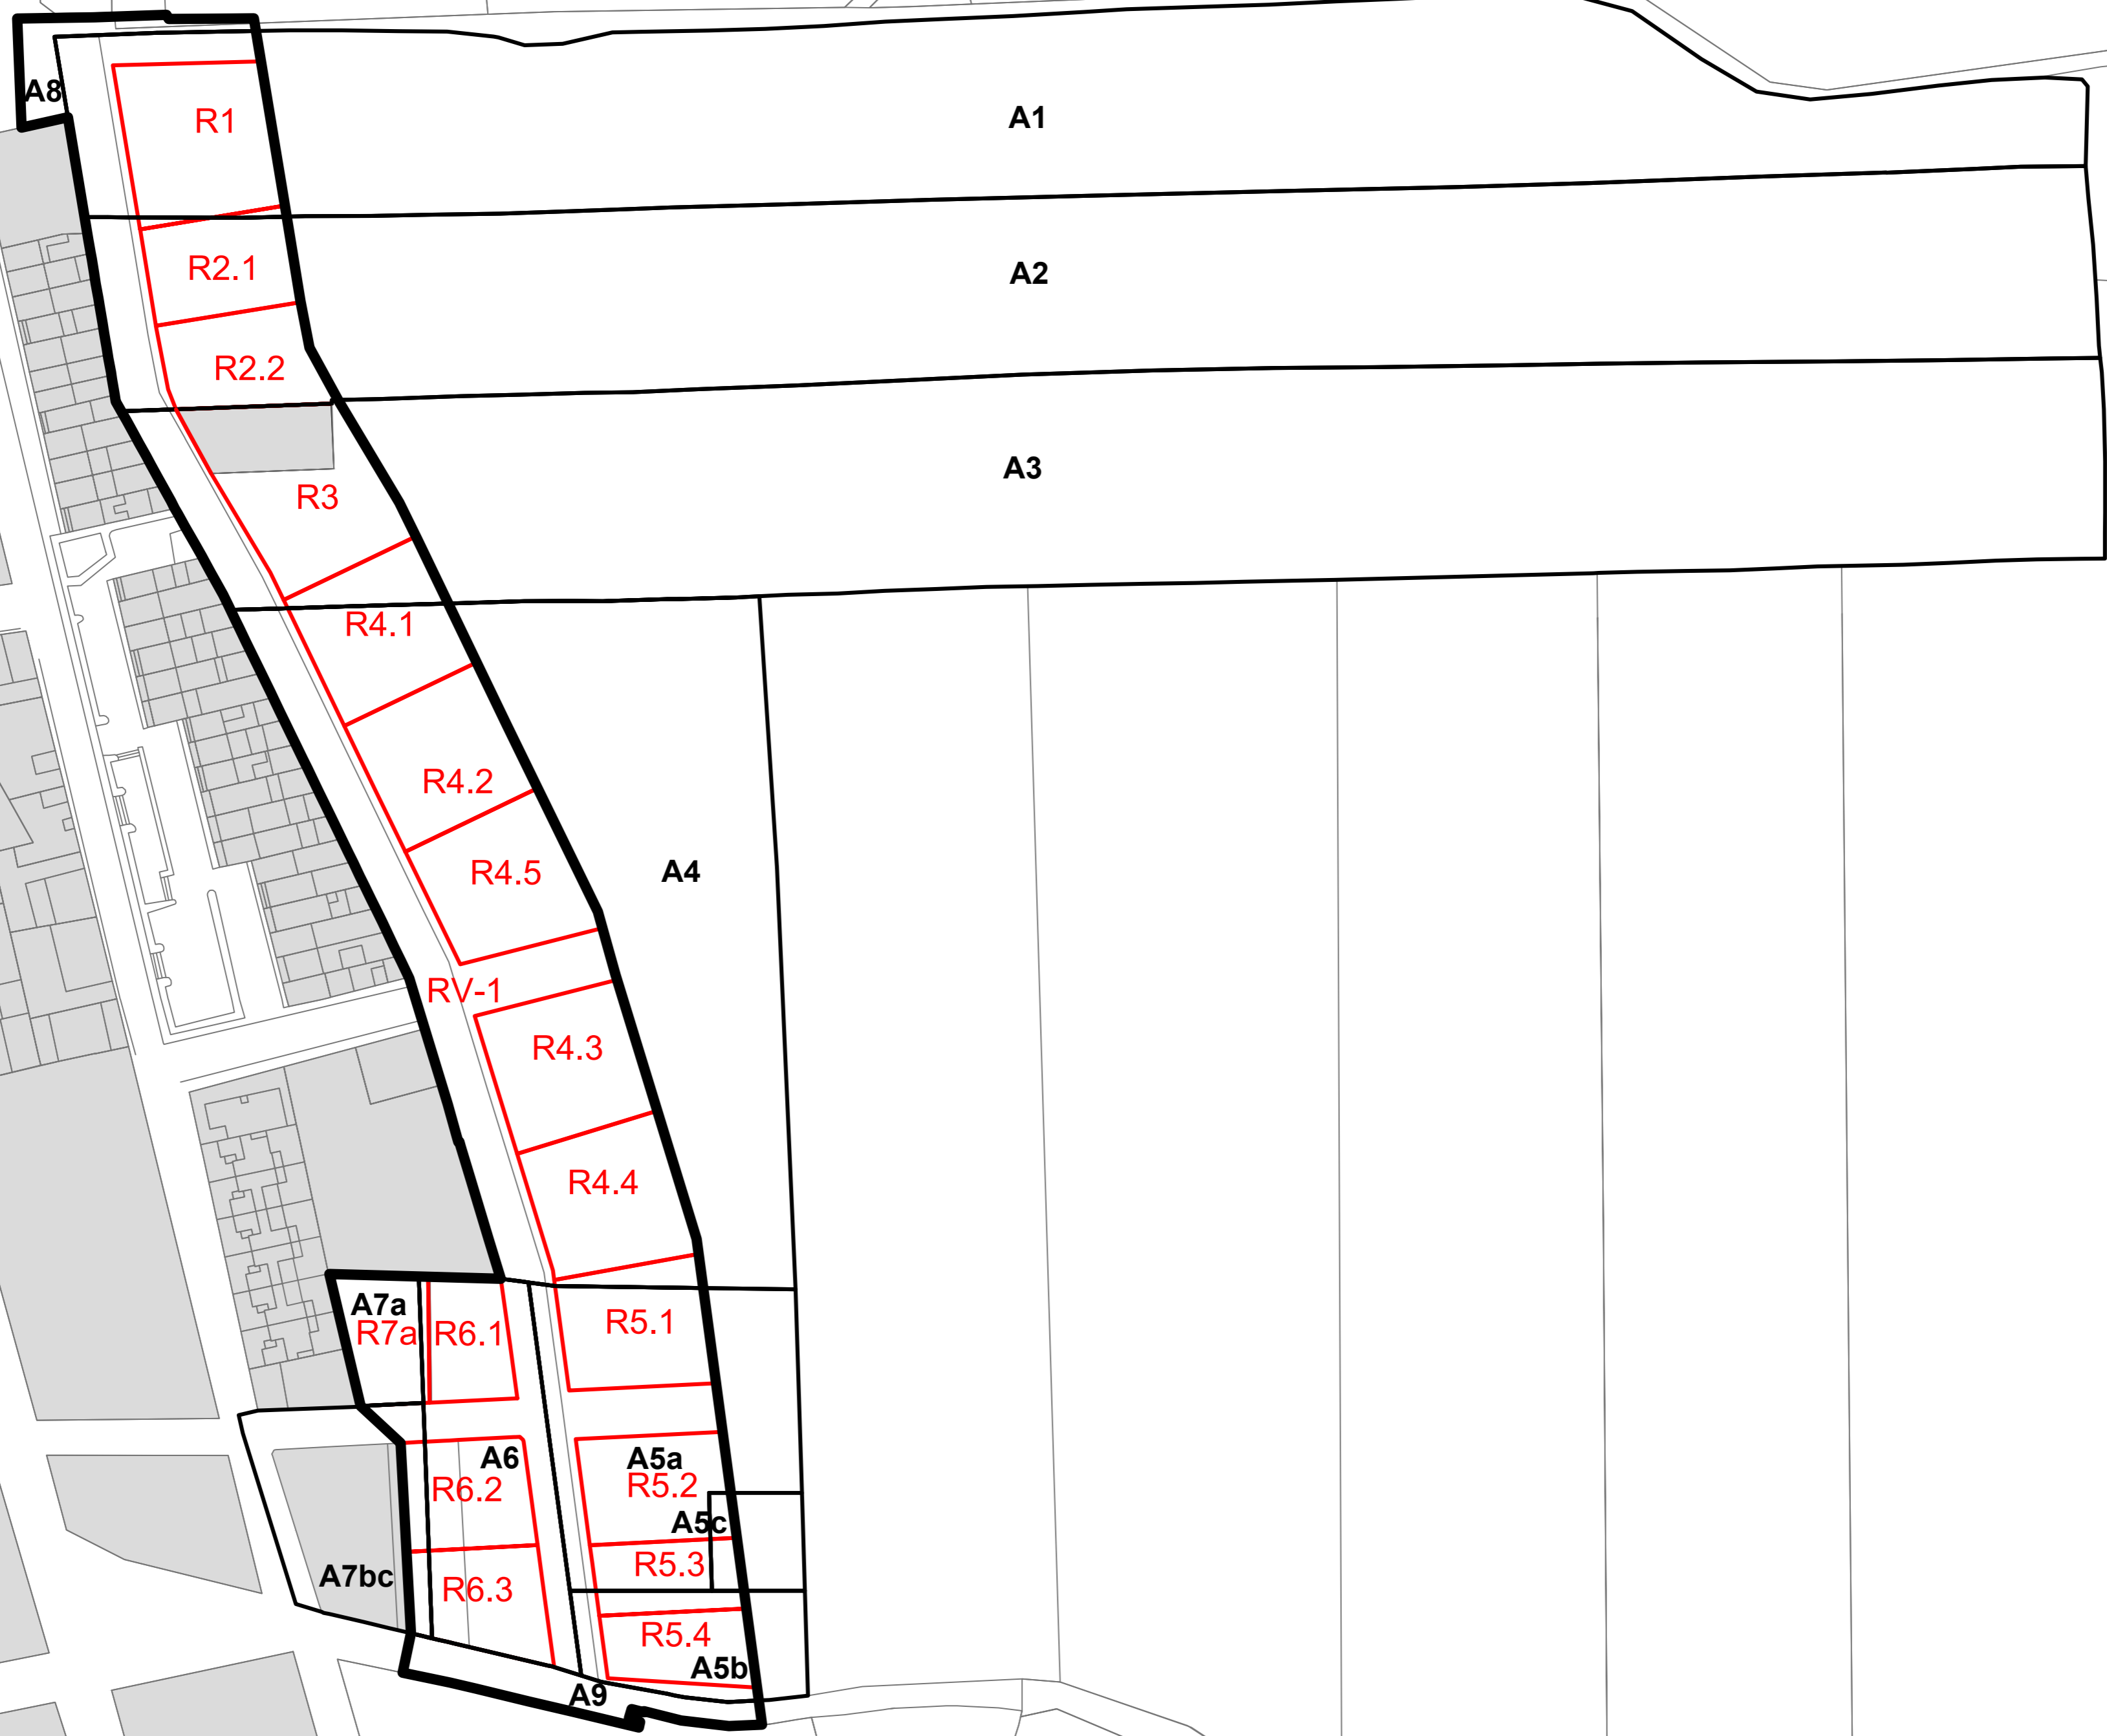 A8
R1
A1
R2.1
A2
R2.2
A3
R3
R4.1
R4.2
R4.5
A4
RV-1
R4.3
R4.4
A7a
R7a
R6.1
R5.1
A6
A5a
R6.2
R5.2
A5c
R5.3
A7bc
R6.3
R5.4
A5b
A9